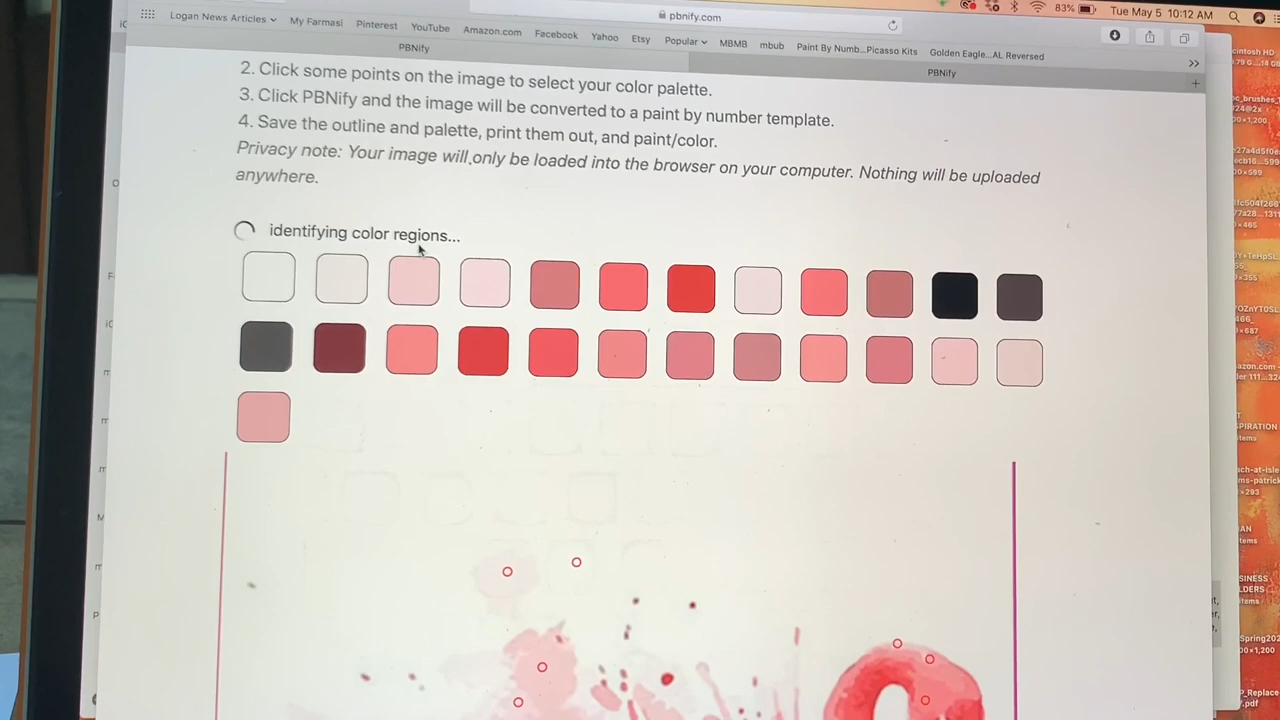 83% Tue May 5 10:12 AM
pbnify.com
Logan News Articles My Farmasi Pinterest YouTube Amazon.com Facebook Yahoo Etsy Popular MBMB mbub Paint By Numb...Picasso Kits Golden Eagle...AL Reversed
PBNify PBNify
2. Click some points on the image to select your color palette.
3. Click PBNify and the image will be converted to a paint by number template.
4. Save the outline and palette, print them out, and paint/color.
Privacy note: Your image will only be loaded into the browser on your computer. Nothing will be uploaded
anywhere.
identifying color regions...